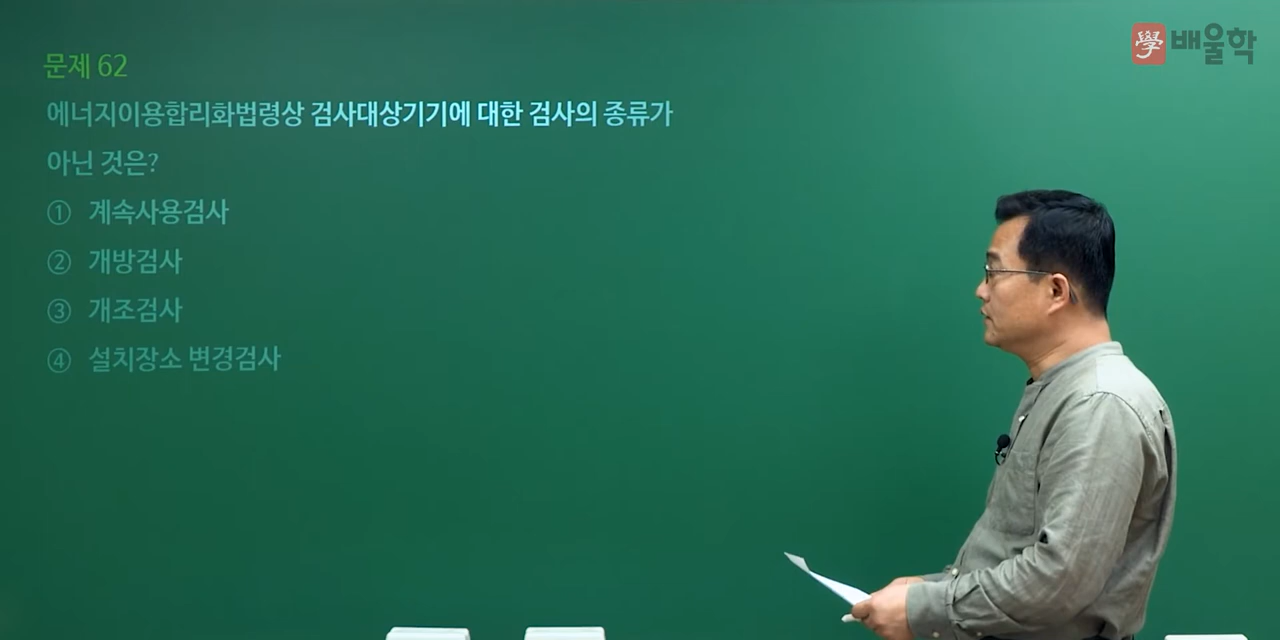 學 배울학
문제 62
에너지이용합리화법령상 검사대상기기에 대한 검사의 종류가
아닌 것은?
① 계속사용검사
② 개방검사
③ 개조검사
④ 설치장소 변경검사